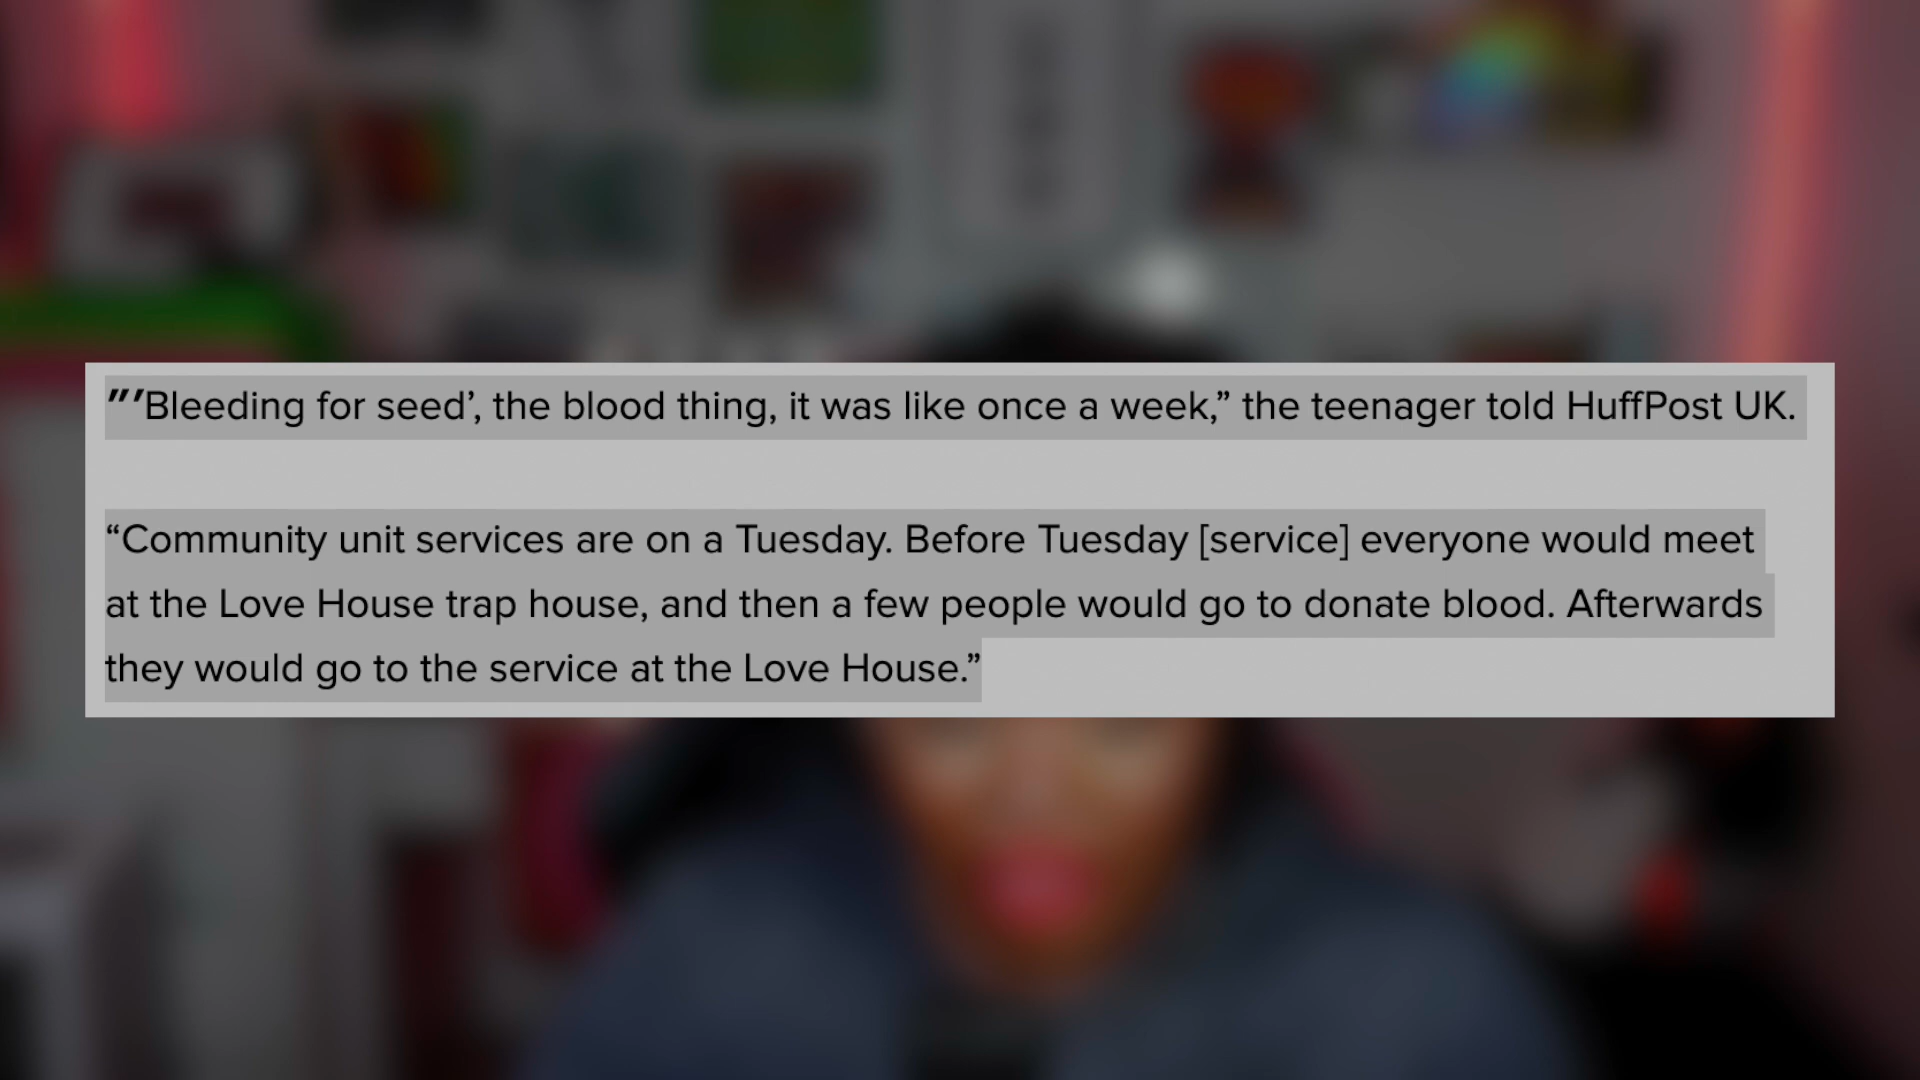 "'Bleeding for seed’, the blood thing, it was like once a week,” the teenager told HuffPost UK.
“Community unit services are on a Tuesday. Before Tuesday [service] everyone would meet
at the Love House trap house, and then a few people would go to donate blood. Afterwards
they would go to the service at the Love House.”